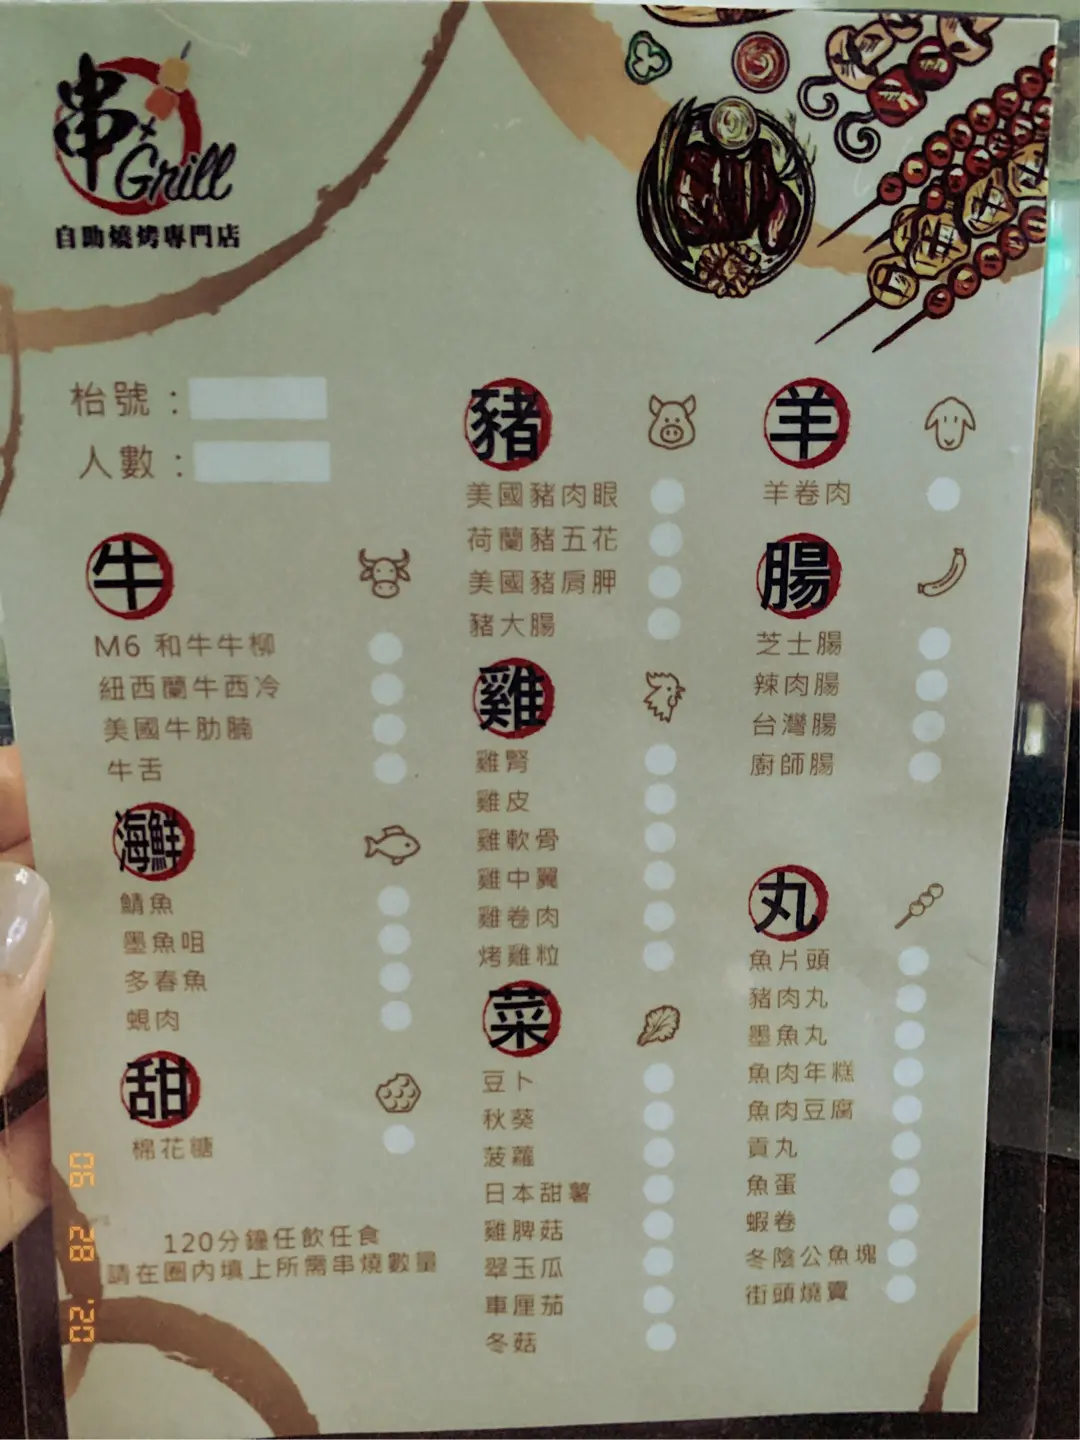 串
×
Grill
自助燒烤專門店
枱號：
人數：
牛
M6 和牛牛柳
紐西蘭牛西冷
美國牛肋腩
牛舌
海鮮
鯖魚
墨魚咀
多春魚
蜆肉
甜
棉花糖
120分鐘任飲任食
請在圈內填上所需串燒數量
豬
美國豬肉眼
荷蘭豬五花
美國豬肩胛
豬大腸
雞
雞腎
雞皮
雞軟骨
雞中翼
雞卷肉
烤雞粒
菜
豆卜
秋葵
菠蘿
日本甜薯
雞脾菇
翠玉瓜
車厘茄
冬菇
羊
羊卷肉
腸
芝士腸
辣肉腸
台灣腸
廚師腸
丸
魚片頭
豬肉丸
墨魚丸
魚肉年糕
魚肉豆腐
貢丸
魚蛋
蝦卷
冬陰公魚塊
街頭燒賣
06 28 '20